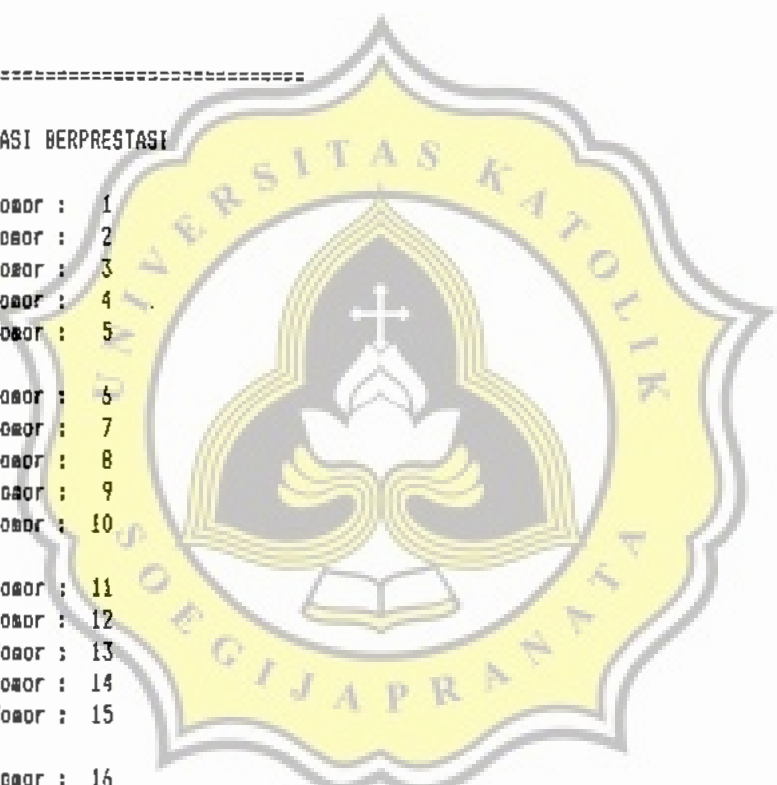 ===========================
ASI BERPRESTASI
omor : 1
omor : 2
omor : 3
omor : 4
omor : 5
omor : 6
omor : 7
omor : 8
omor : 9
omor : 10
omor : 11
omor : 12
omor : 13
omor : 14
omor : 15
omor : 16
UNIVERSITAS KATOLIK
SOEGIJAPRANATA